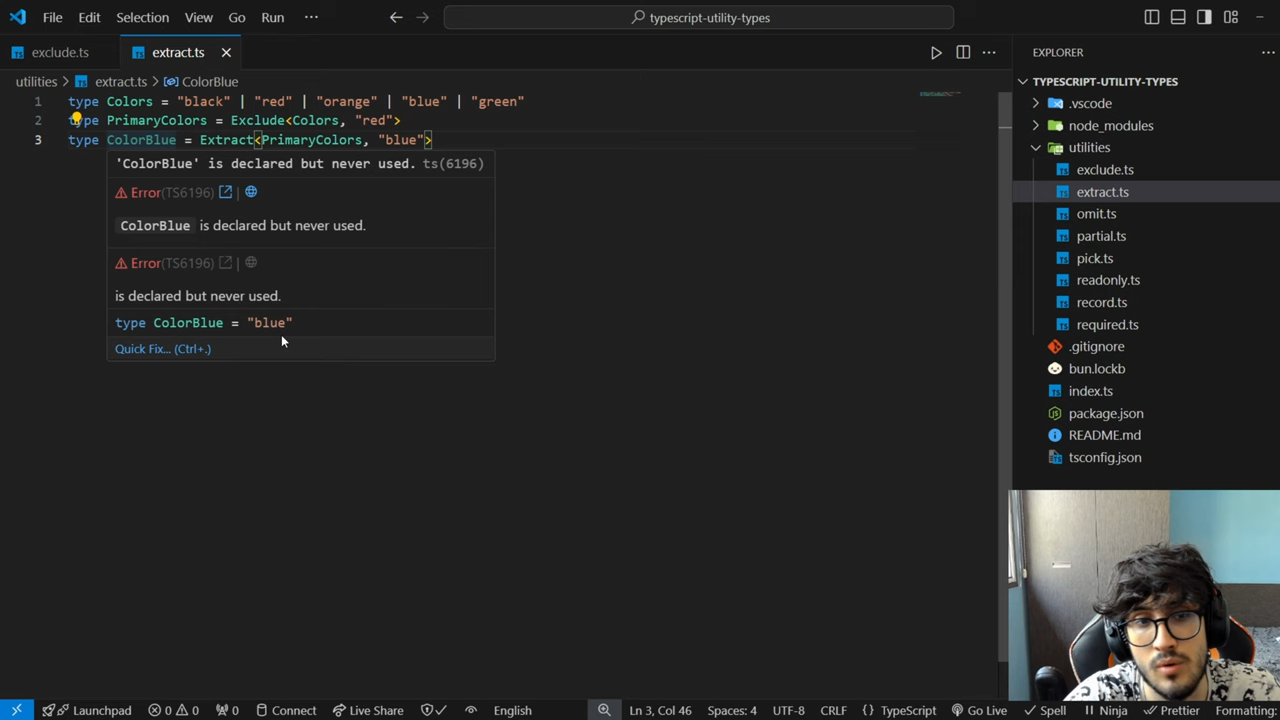 File Edit Selection View Go Run ··· typescript-utility-types
exclude.ts extract.ts
utilities > extract.ts > ColorBlue
1 type Colors = "black" | "red" | "orange" | "blue" | "green"
2 type PrimaryColors = Exclude<Colors, "red">
3 type ColorBlue = Extract<PrimaryColors, "blue">
'ColorBlue' is declared but never used. ts(6196)
Error(TS6196) |
ColorBlue is declared but never used.
Error(TS6196) |
is declared but never used.
type ColorBlue = "blue"
Quick Fix... (Ctrl+.)
EXPLORER
TYPESCRIPT-UTILITY-TYPES
.vscode
node_modules
utilities
exclude.ts
extract.ts
omit.ts
partial.ts
pick.ts
readonly.ts
record.ts
required.ts
.gitignore
bun.lockb
index.ts
package.json
README.md
tsconfig.json
Launchpad 0 0 0 Connect Live Share English Ln 3, Col 46 Spaces: 4 UTF-8 CRLF { } TypeScript Go Live Spell Ninja Prettier Formatting: